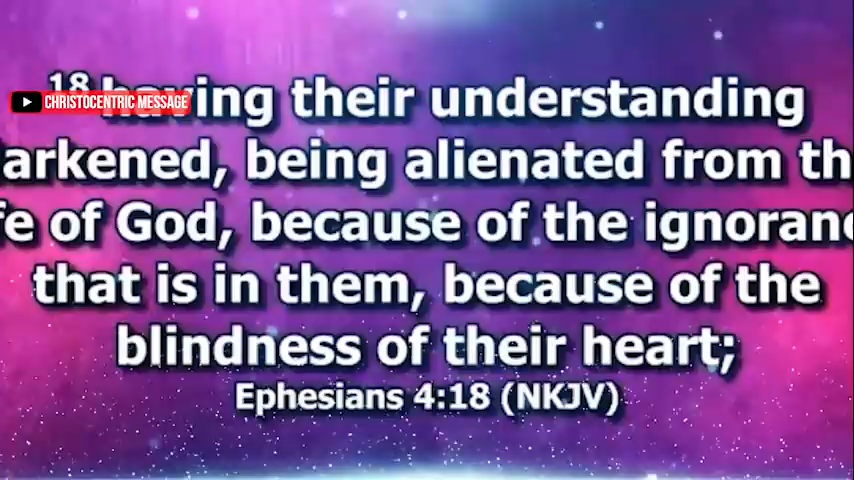 18 having their understanding
CHRISTOCENTRIC MESSAGE
arkened, being alienated from th
fe of God, because of the ignoranc
that is in them, because of the
blindness of their heart;
Ephesians 4:18 (NKJV)